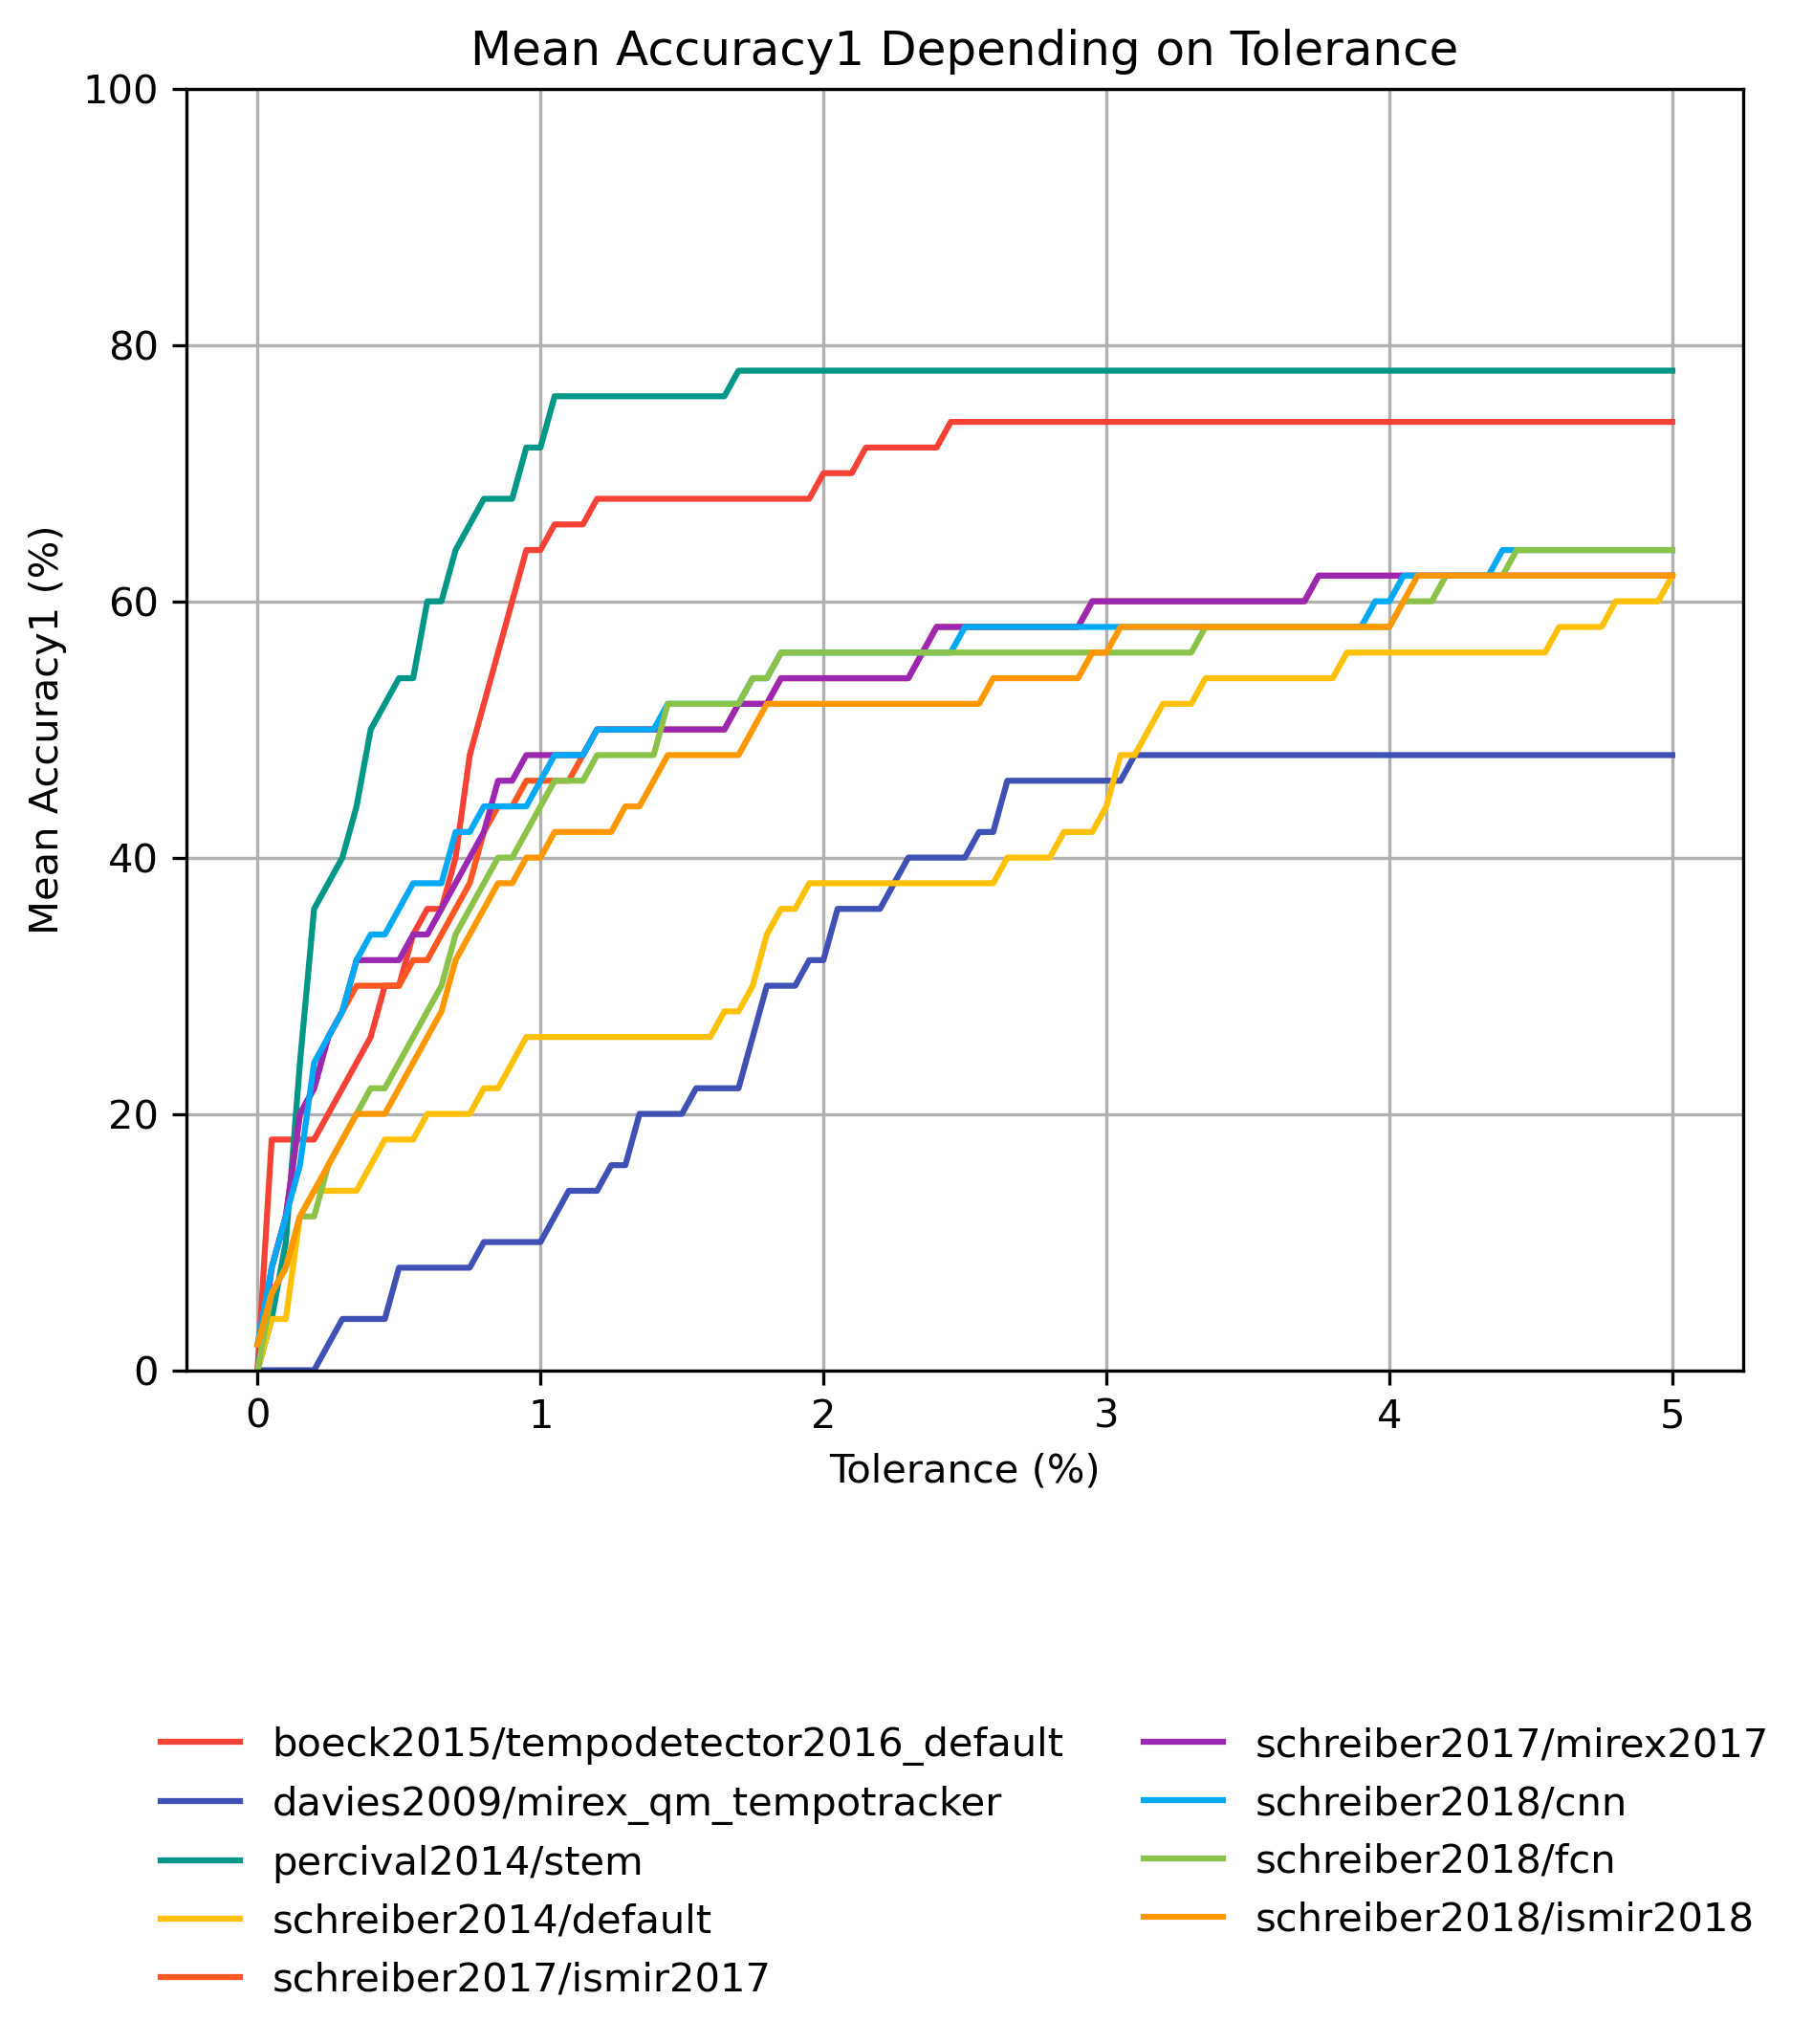 Mean Accuracy1 Depending on Tolerance
100
80
60
40
20
0
Mean Accuracy1 (%)
0 1 2 3 4 5
Tolerance (%)
boeck2015/tempodetector2016_default
davies2009/mirex_qm_tempotracker
percival2014/stem
schreiber2014/default
schreiber2017/ismir2017
schreiber2017/mirex2017
schreiber2018/cnn
schreiber2018/fcn
schreiber2018/ismir2018